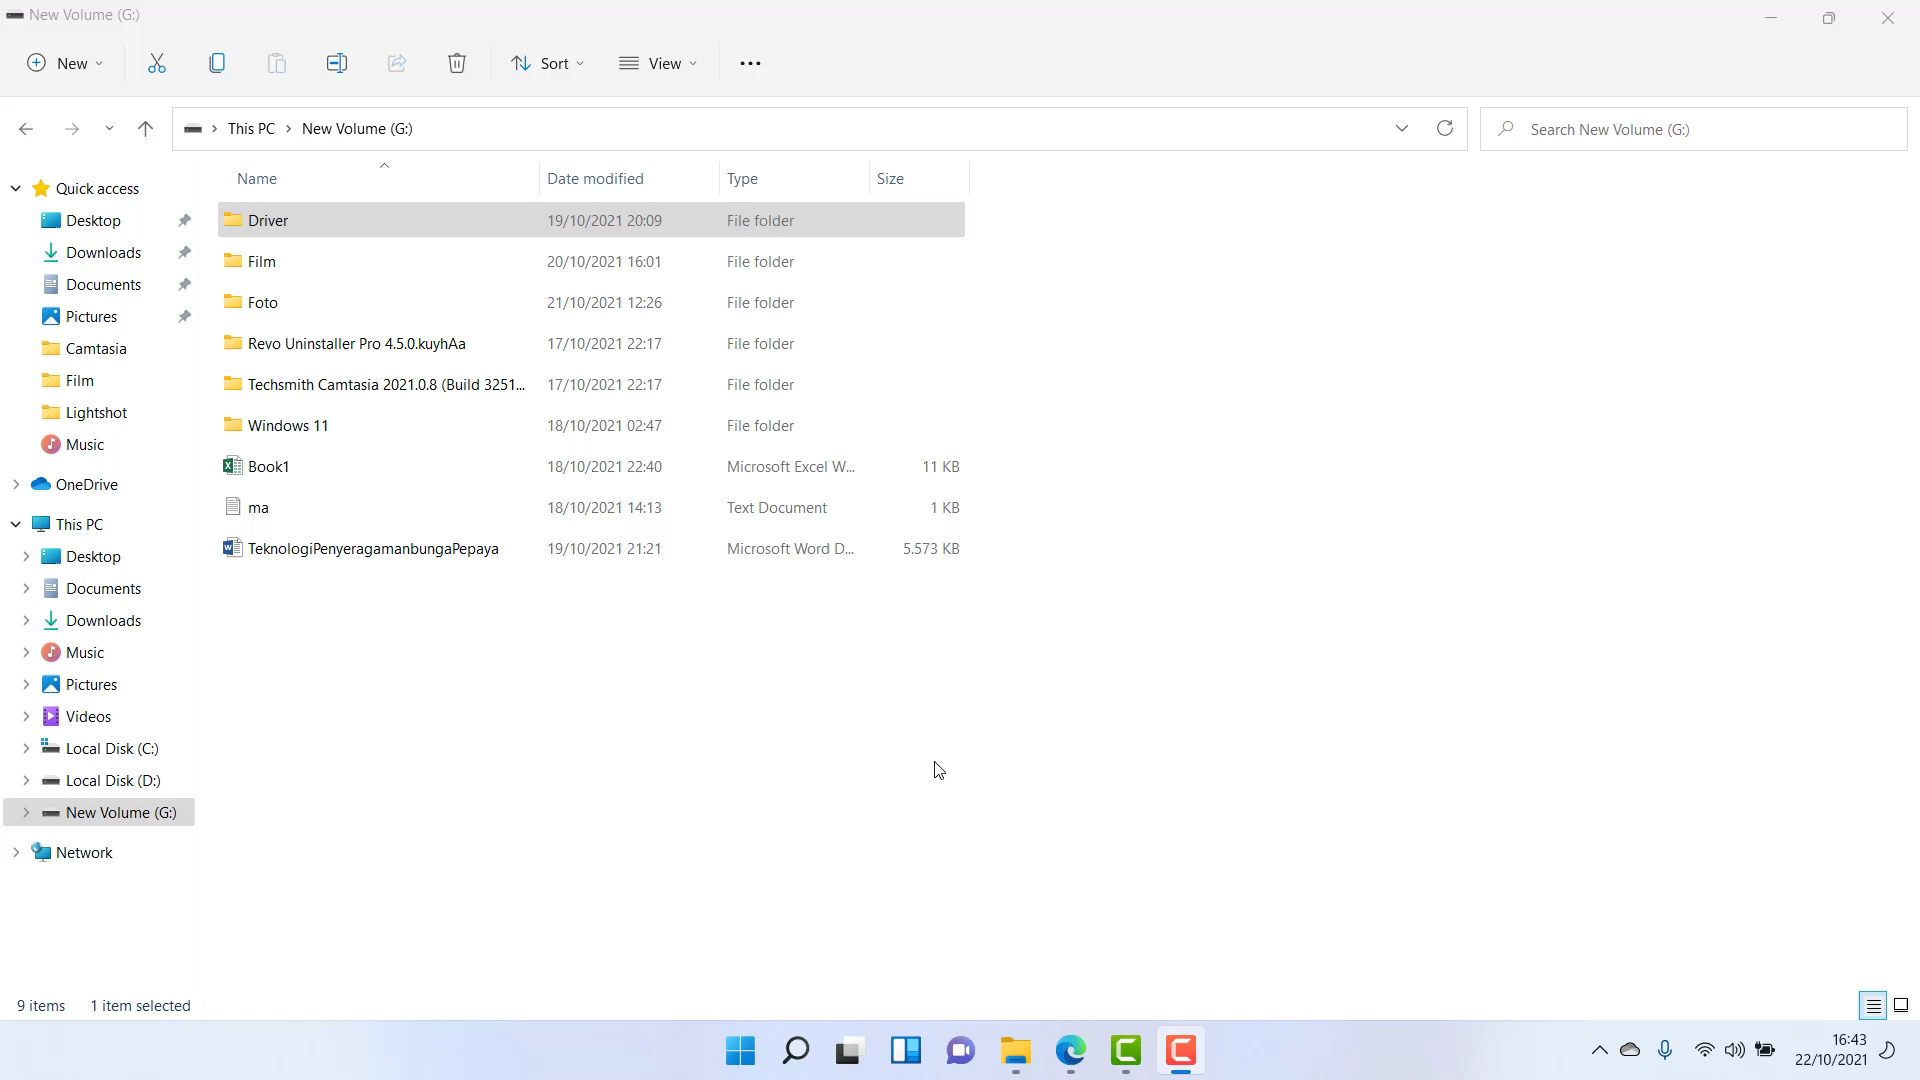 New Volume (G:)
New
Sort
View
This PC
New Volume (G:)
Search New Volume (G:)
Quick access
Desktop
Downloads
Documents
Pictures
Camtasia
Film
Lightshot
Music
OneDrive
This PC
Desktop
Documents
Downloads
Music
Pictures
Videos
Local Disk (C:)
Local Disk (D:)
New Volume (G:)
Network
Name Date modified Type Size
Driver 19/10/2021 20:09 File folder
Film 20/10/2021 16:01 File folder
Foto 21/10/2021 12:26 File folder
Revo Uninstaller Pro 4.5.0.kuyhAa 17/10/2021 22:17 File folder
Techsmith Camtasia 2021.0.8 (Build 3251... 17/10/2021 22:17 File folder
Windows 11 18/10/2021 02:47 File folder
Book1 18/10/2021 22:40 Microsoft Excel W... 11 KB
ma 18/10/2021 14:13 Text Document 1 KB
TeknologiPenyeragamanbungaPepaya 19/10/2021 21:21 Microsoft Word D... 5.573 KB
9 items 1 item selected
16:43
22/10/2021